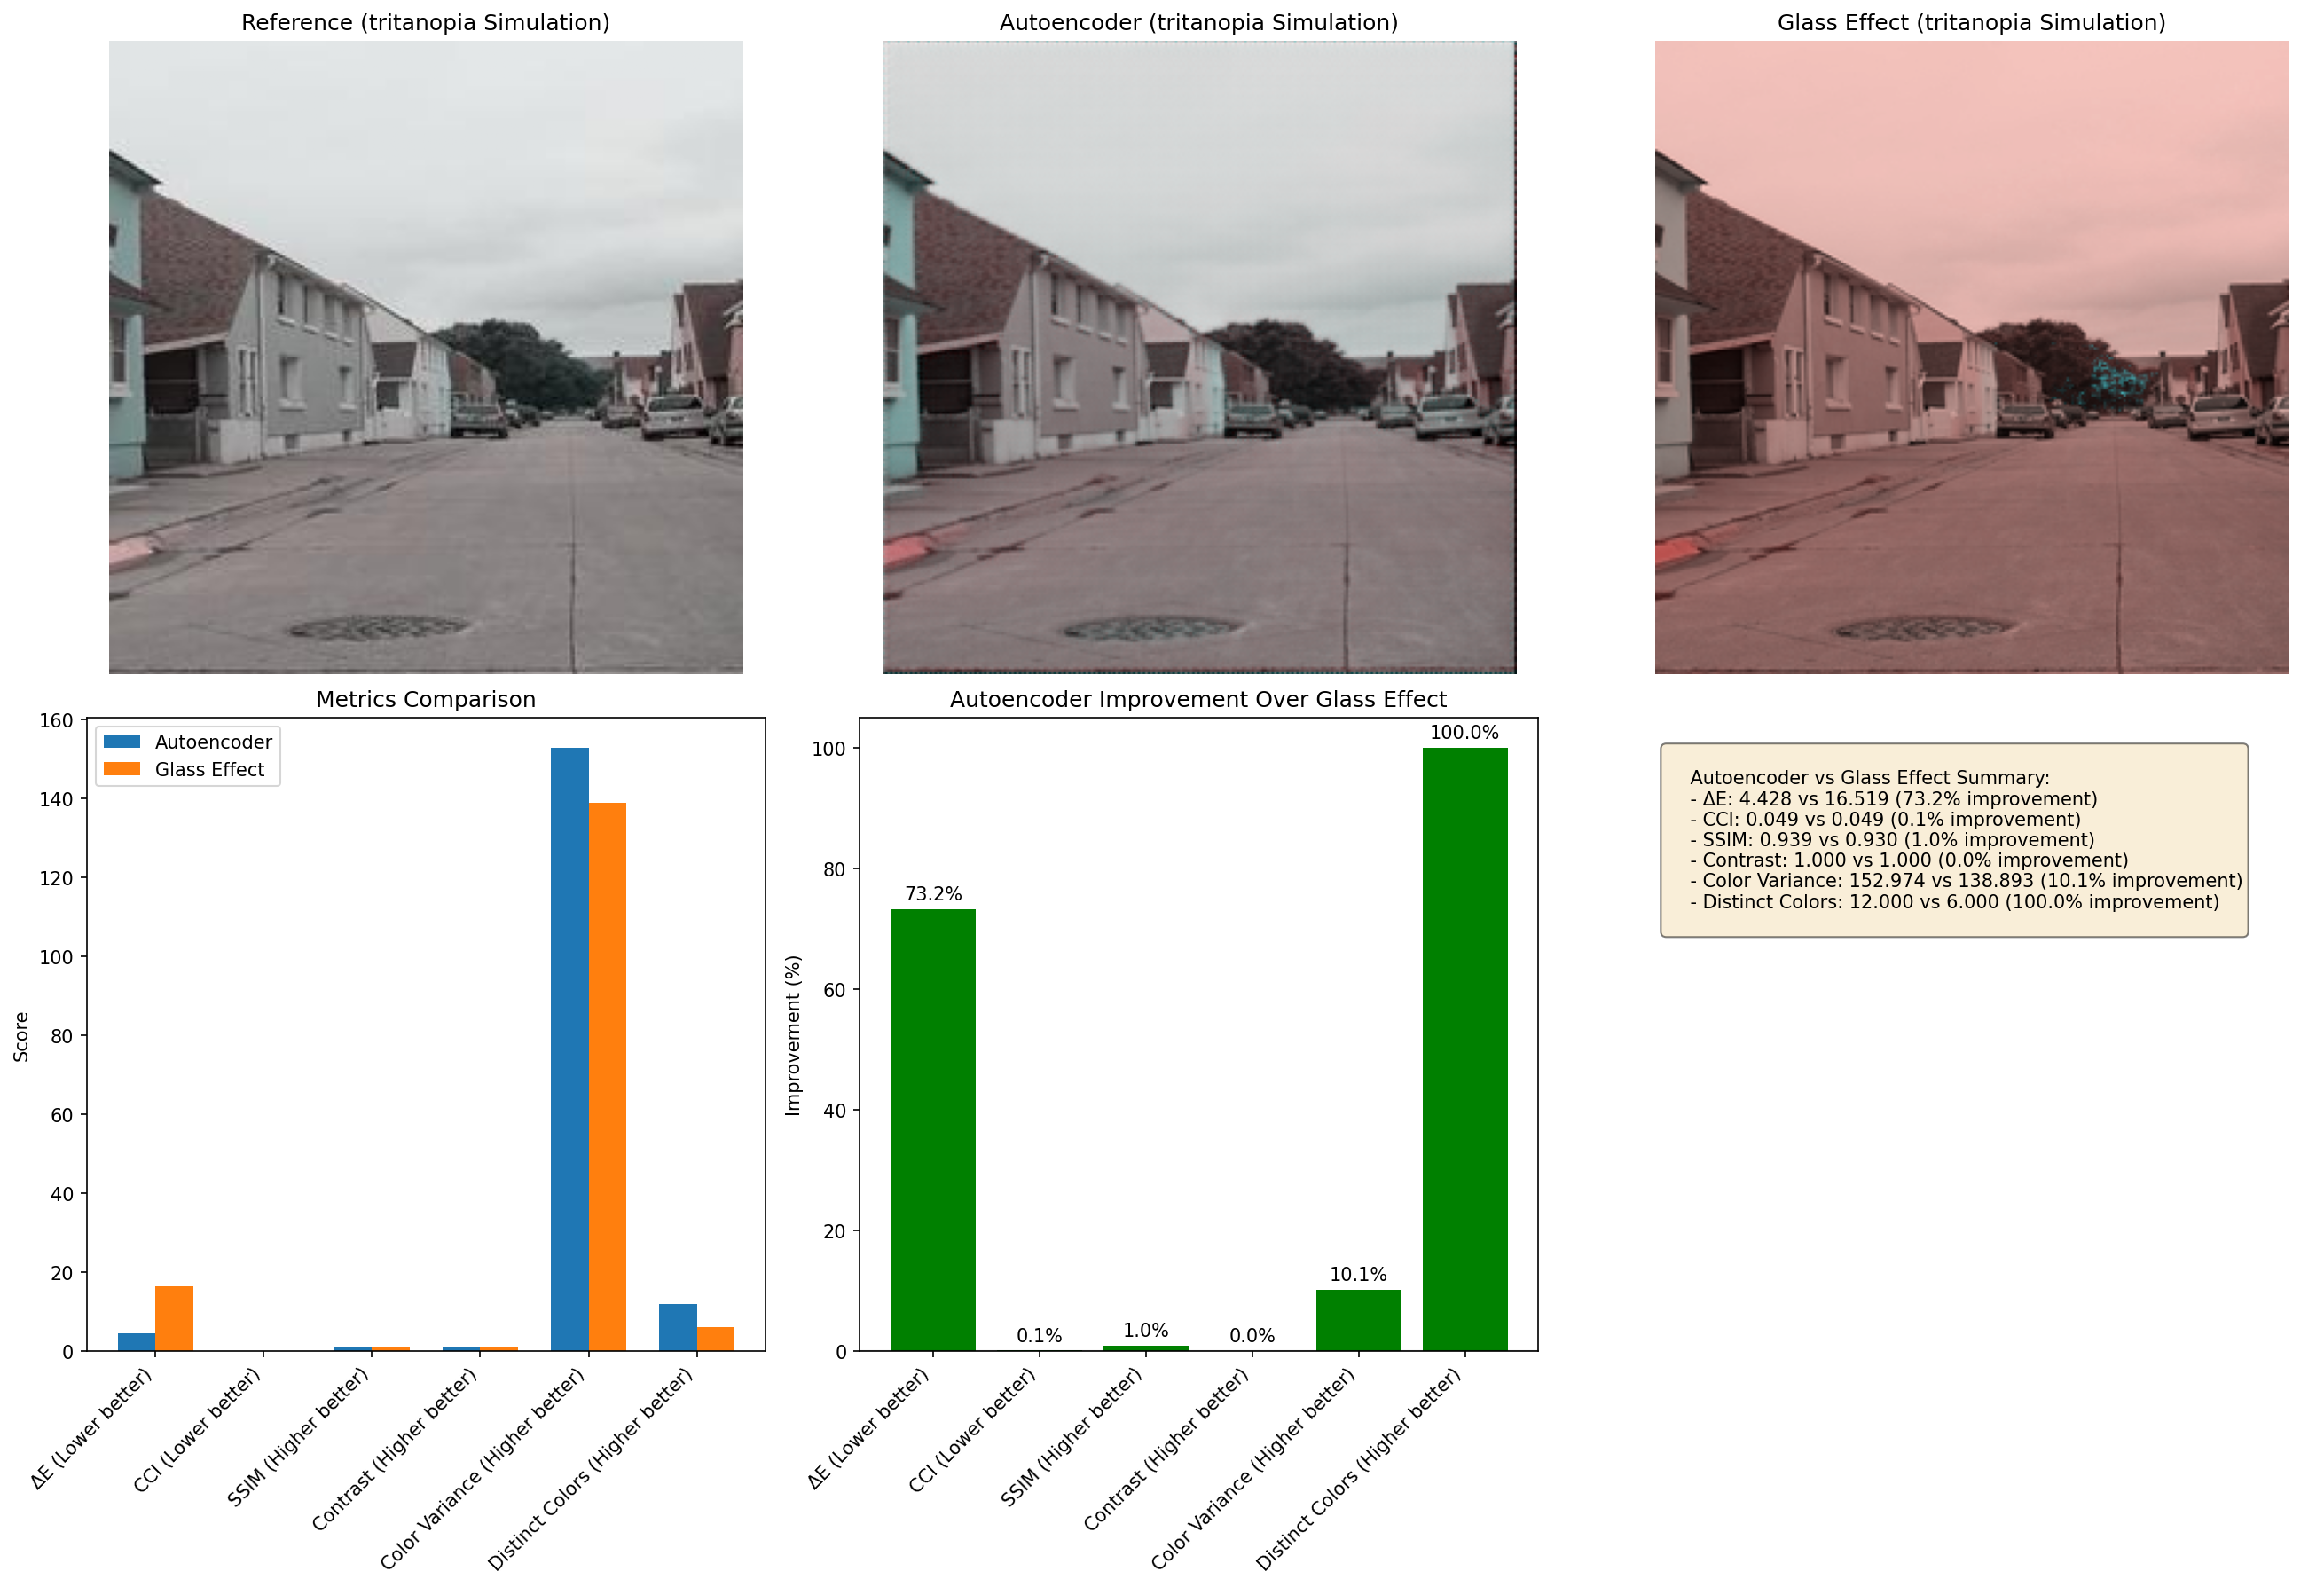 Reference (tritanopia Simulation)
Autoencoder (tritanopia Simulation)
Glass Effect (tritanopia Simulation)
Metrics Comparison
Autoencoder
Glass Effect
Score
160
140
120
100
80
60
40
20
0
ΔE (Lower better)
CCI (Lower better)
SSIM (Higher better)
Contrast (Higher better)
Color Variance (Higher better)
Distinct Colors (Higher better)
Autoencoder Improvement Over Glass Effect
Improvement (%)
100
80
60
40
20
0
73.2%
0.1%
1.0%
0.0%
10.1%
100.0%
ΔE (Lower better)
CCI (Lower better)
SSIM (Higher better)
Contrast (Higher better)
Color Variance (Higher better)
Distinct Colors (Higher better)
Autoencoder vs Glass Effect Summary:
- ΔE: 4.428 vs 16.519 (73.2% improvement)
- CCI: 0.049 vs 0.049 (0.1% improvement)
- SSIM: 0.939 vs 0.930 (1.0% improvement)
- Contrast: 1.000 vs 1.000 (0.0% improvement)
- Color Variance: 152.974 vs 138.893 (10.1% improvement)
- Distinct Colors: 12.000 vs 6.000 (100.0% improvement)